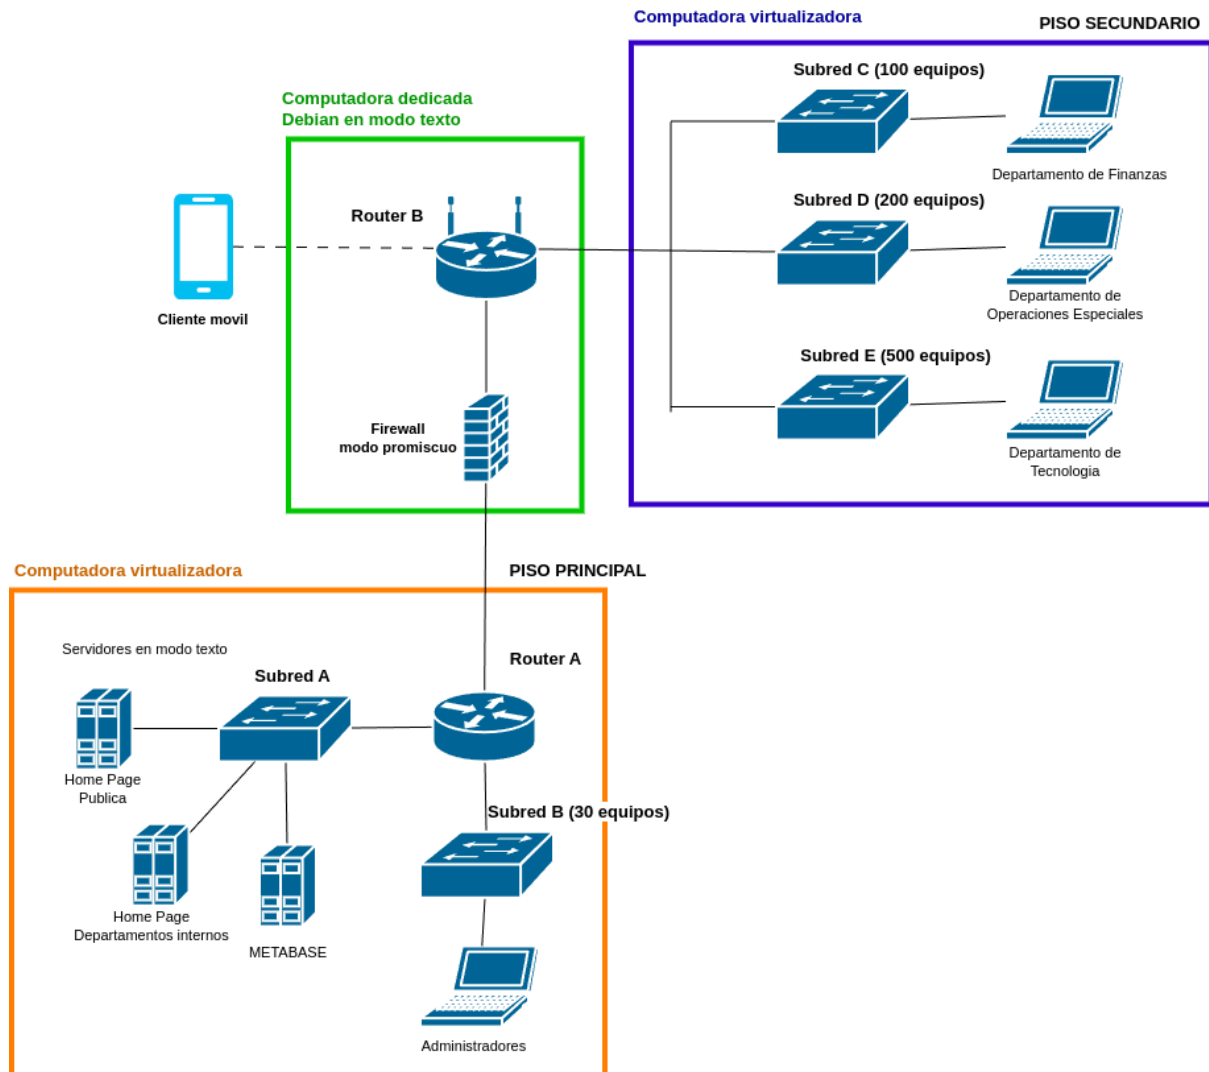 Computadora virtualizadora
PISO SECUNDARIO
Subred C (100 equipos)
Departamento de Finanzas
Subred D (200 equipos)
Departamento de
Operaciones Especiales
Subred E (500 equipos)
Departamento de
Tecnologia
Computadora dedicada
Debian en modo texto
Router B
Cliente movil
Firewall
modo promiscuo
Computadora virtualizadora
PISO PRINCIPAL
Servidores en modo texto
Subred A
Router A
Home Page
Publica
Subred B (30 equipos)
Home Page
Departamentos internos
METABASE
Administradores